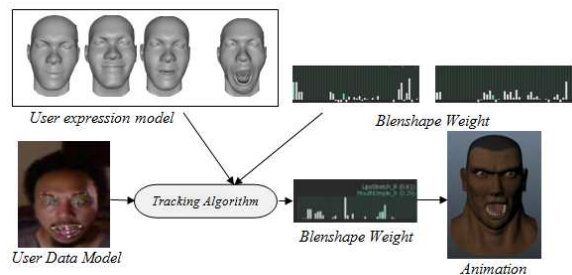 User expression model
Blenshape Weight
Tracking Algorithm
User Data Model
Blenshape Weight
Animation